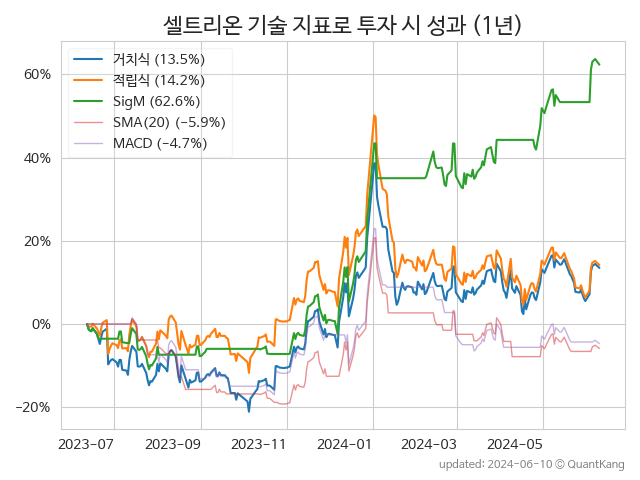 셀트리온 기술 지표로 투자 시 성과 (1년)
거치식 (13.5%)
적립식 (14.2%)
SigM (62.6%)
SMA(20) (−5.9%)
MACD (−4.7%)
60%
40%
20%
0%
−20%
2023-07 2023-09 2023-11 2024-01 2024-03 2024-05
updated: 2024-06-10 ⓒ QuantKang